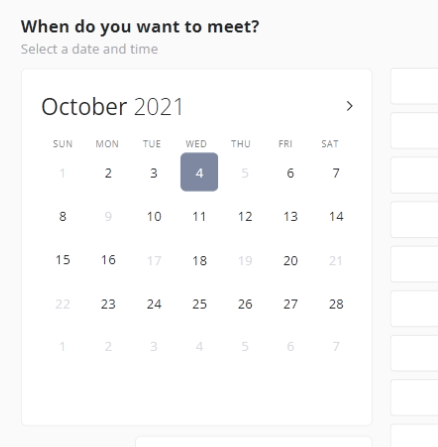 When do you want to meet?
Select a date and time
October 2021
SUN MON TUE WED THU FRI SAT
1 2 3 4 5 6 7
8 9 10 11 12 13 14
15 16 17 18 19 20 21
22 23 24 25 26 27 28
1 2 3 4 5 6 7